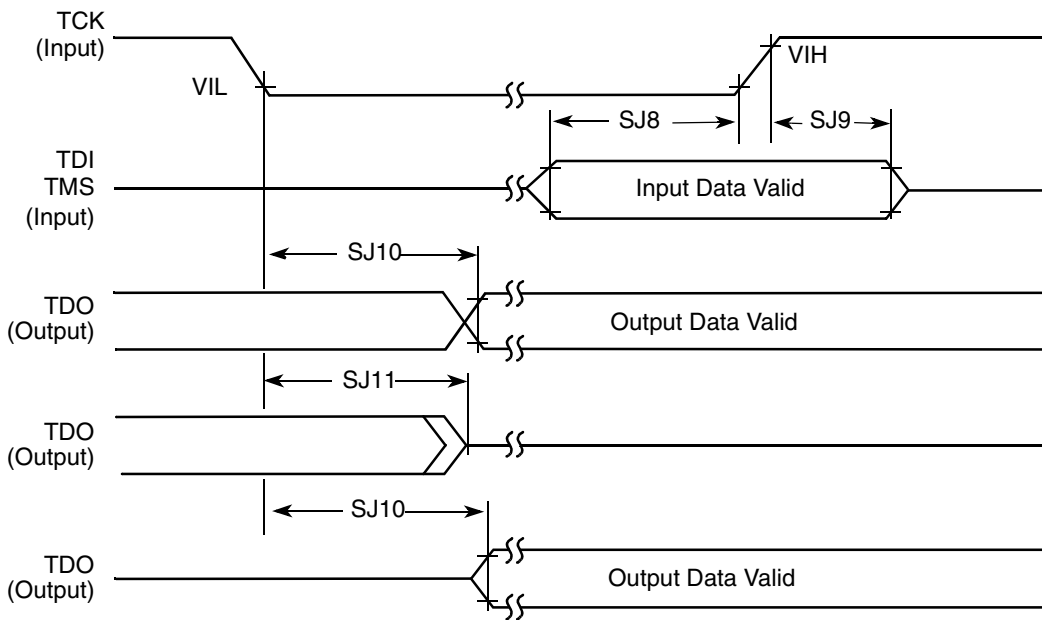 TCK
(Input)
VIL
VIH
SJ8
SJ9
TDI
TMS
(Input)
Input Data Valid
SJ10
TDO
(Output)
Output Data Valid
SJ11
TDO
(Output)
SJ10
TDO
(Output)
Output Data Valid